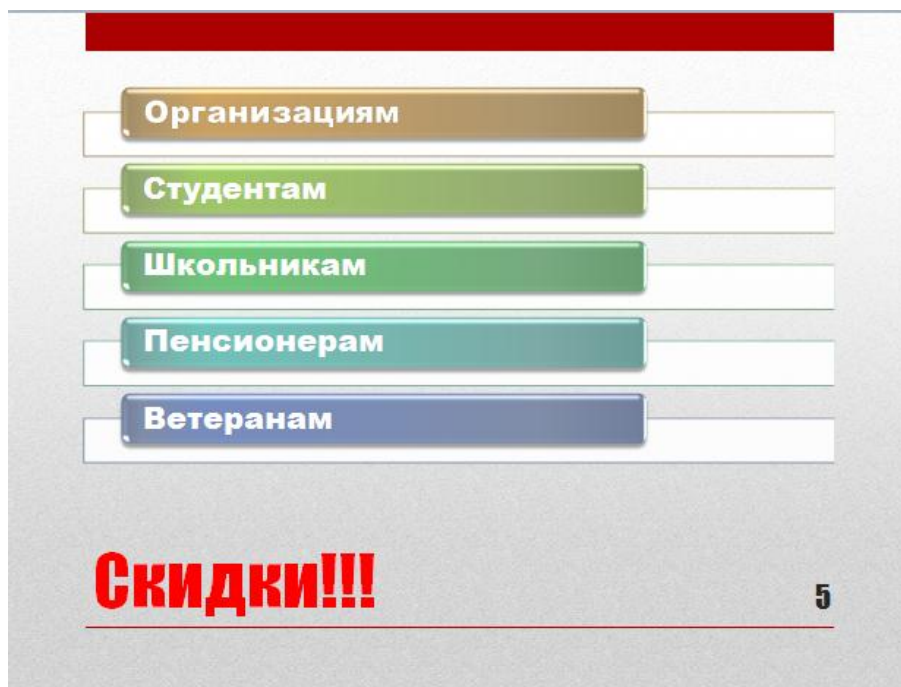 Организациям
Студентам
Школьникам
Пенсионерам
Ветеранам
Скидки!!!
5